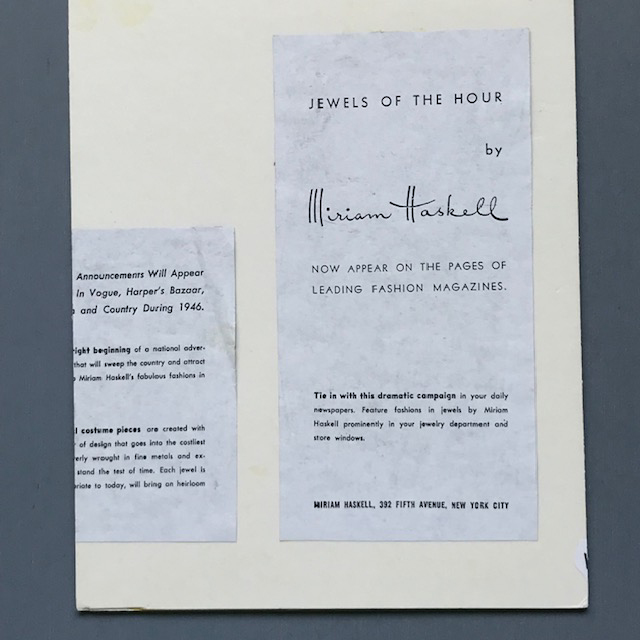 Announcements Will Appear
In Vogue, Harper's Bazaar,
and Country During 1946.
right beginning of a national adver-
that will sweep the country and attract
Miriam Haskell's fabulous fashions in
costume pieces are created with
of design that goes into the costliest
wrought in fine metals and ex-
stand the test of time. Each jewel is
to today, will bring an heirloom
JEWELS OF THE HOUR
by
Miriam Haskell
NOW APPEAR ON THE PAGES OF
LEADING FASHION MAGAZINES.
Tie in with this dramatic campaign in your daily
newspapers. Feature fashions in jewels by Miriam
Haskell prominently in your jewelry department and
store windows.
MIRIAM HASKELL, 392 FIFTH AVENUE, NEW YORK CITY